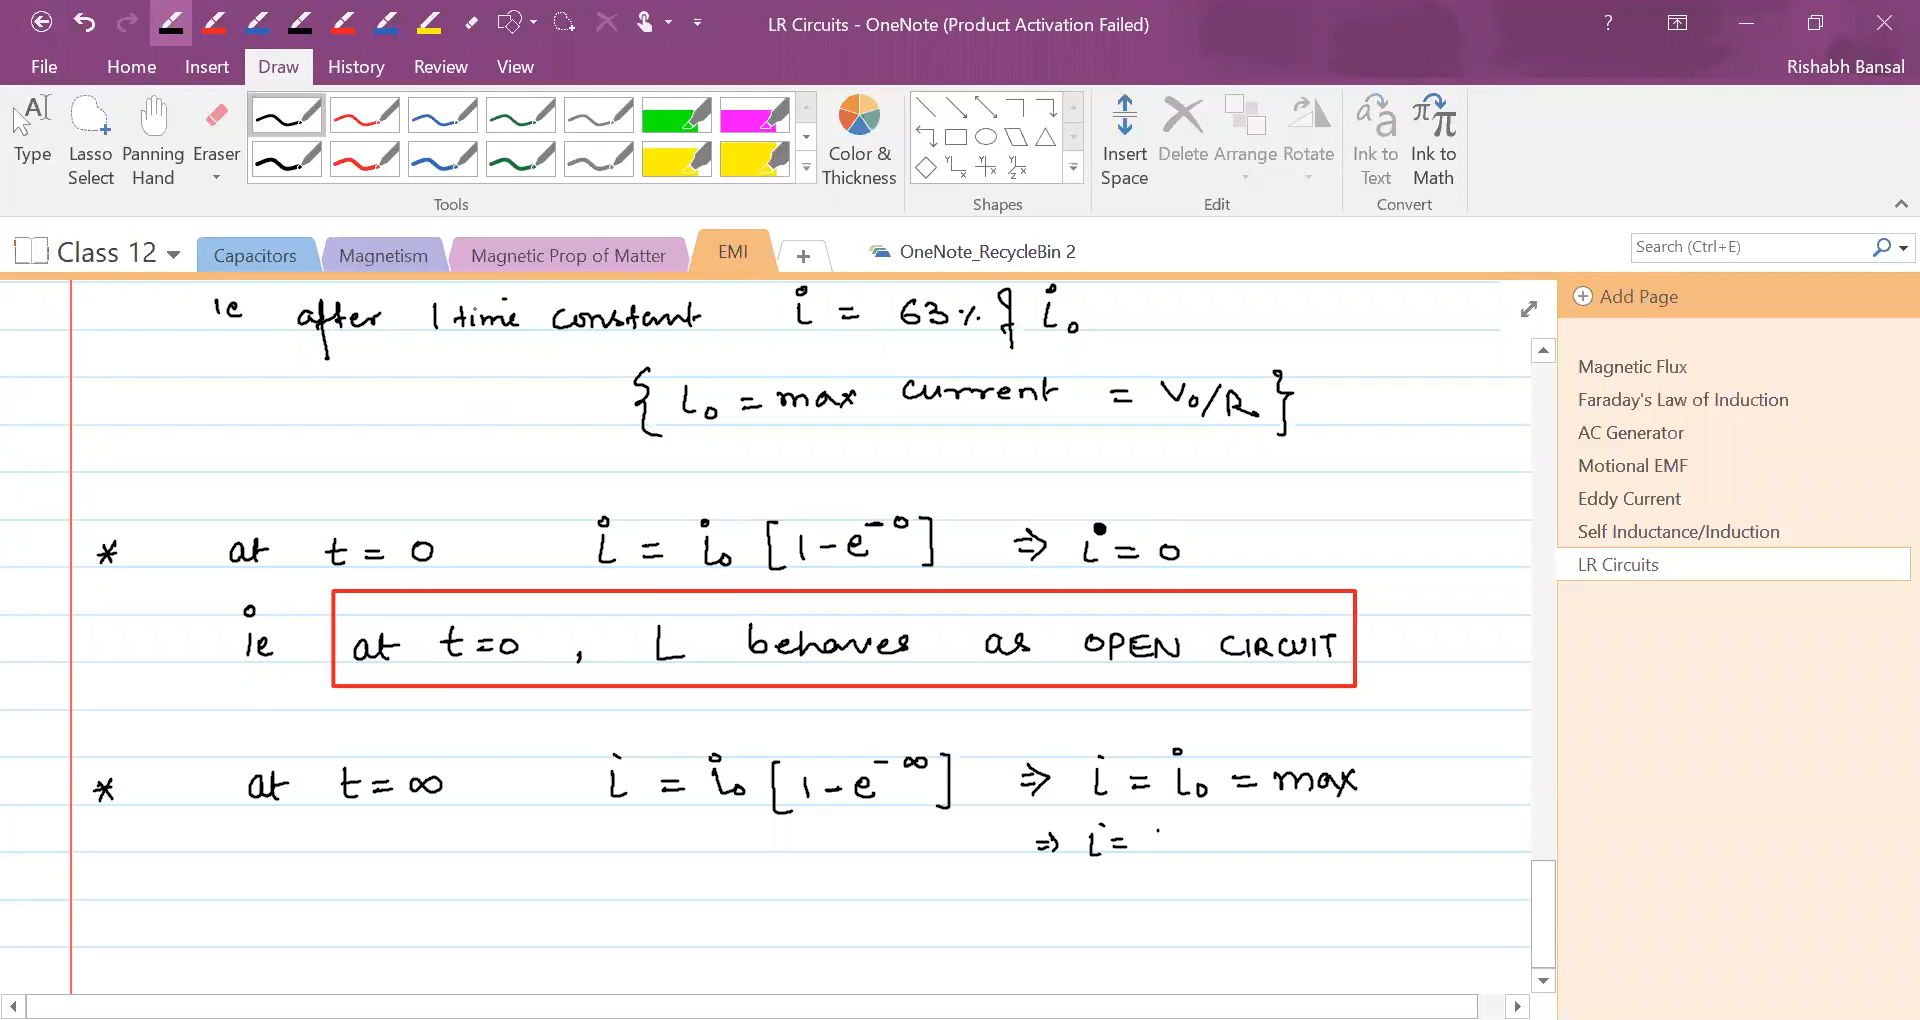 LR Circuits - OneNote (Product Activation Failed)
?
File Home Insert Draw History Review View
Rishabh Bansal
Type Lasso Select Panning Hand Eraser
Color & Thickness
Insert Space Delete Arrange Rotate
Ink to Text Ink to Math
Tools Shapes Edit Convert
Class 12 Capacitors Magnetism Magnetic Prop of Matter EMI + OneNote_RecycleBin 2
Search (Ctrl+E)
Add Page
Magnetic Flux
Faraday's Law of Induction
AC Generator
Motional EMF
Eddy Current
Self Inductance/Induction
LR Circuits
ie after 1 time constant i = 63% of i₀
{ i₀ = max current = V₀/R }
* at t = 0 i = i₀ [1 - e⁻⁰] ⇒ i = 0
ie at t=0 , L behaves as OPEN CIRCUIT
* at t = ∞ i = i₀ [1 - e^-∞] ⇒ i = i₀ = max
⇒ i =